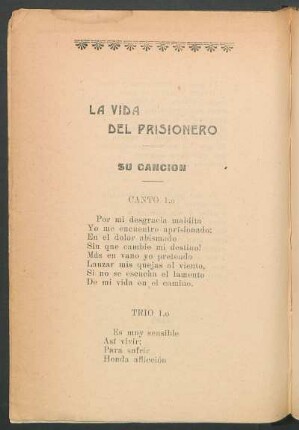 LA VIDA
DEL PRISIONERO
SU CANCION
CANTO 1.o
Por mi desgracia maldita
Yo me encuentro aprisionado;
En el dolor abismado
Sin que cambie mi destino!
Más en vano yo pretendo
Lanzar mis quejas al viento,
Si no se escucha el lamento
De mi vida en el camino.
TRIO 1.o
Es muy sensible
Así vivir;
Para sufrir
Honda aflicción